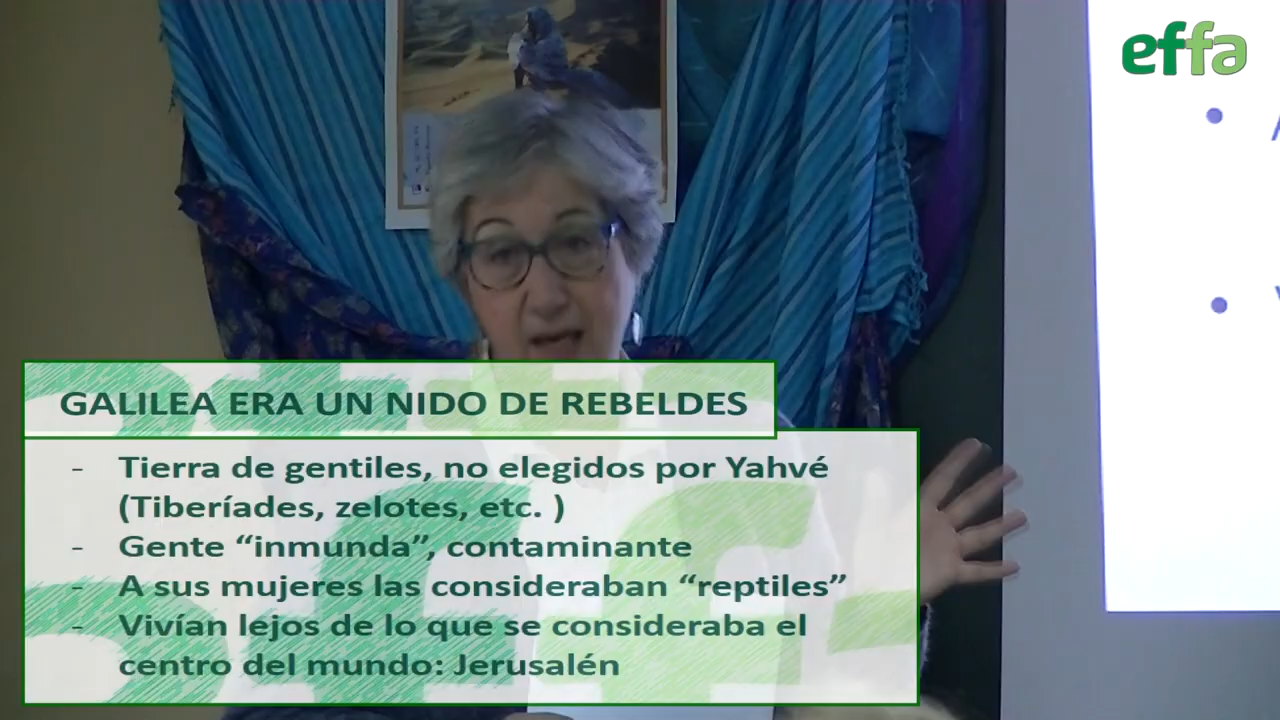 effa
GALILEA ERA UN NIDO DE REBELDES
- Tierra de gentiles, no elegidos por Yahvé
(Tiberíades, zelotes, etc. )
- Gente “inmunda”, contaminante
- A sus mujeres las consideraban “reptiles”
- Vivían lejos de lo que se consideraba el
centro del mundo: Jerusalén